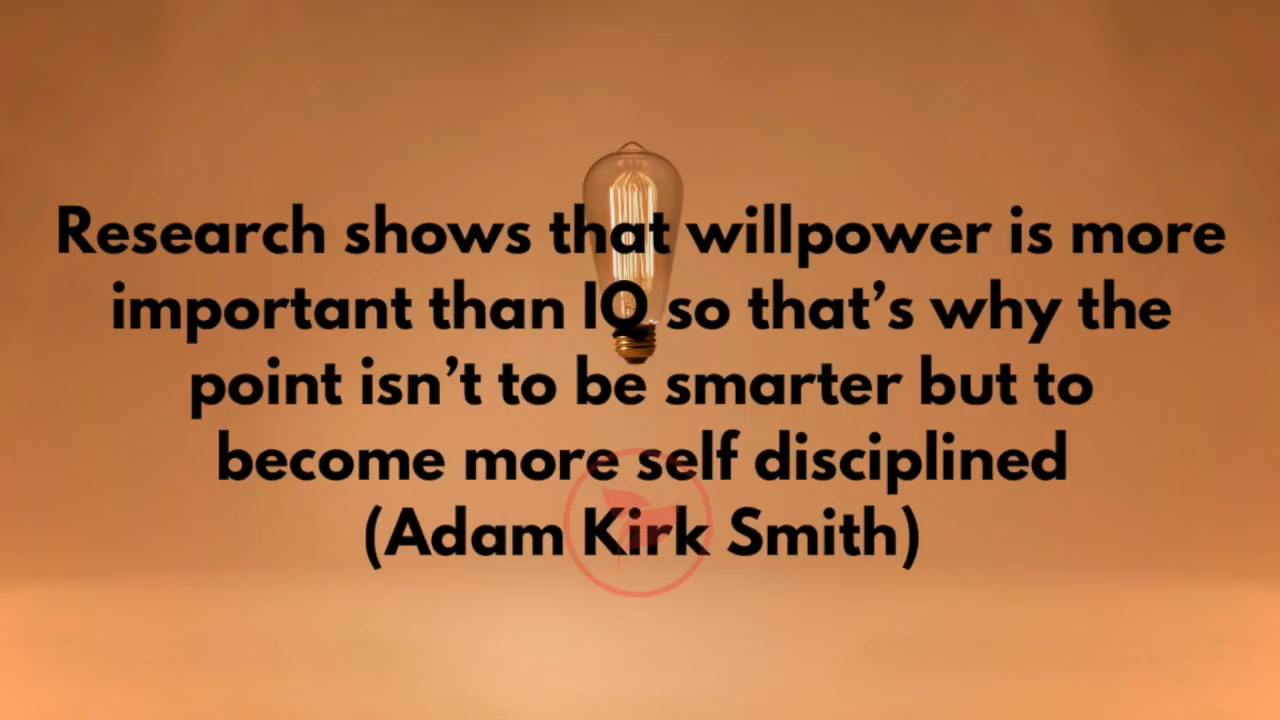 Research shows that willpower is more
important than IQ so that’s why the
point isn’t to be smarter but to
become more self disciplined
(Adam Kirk Smith)